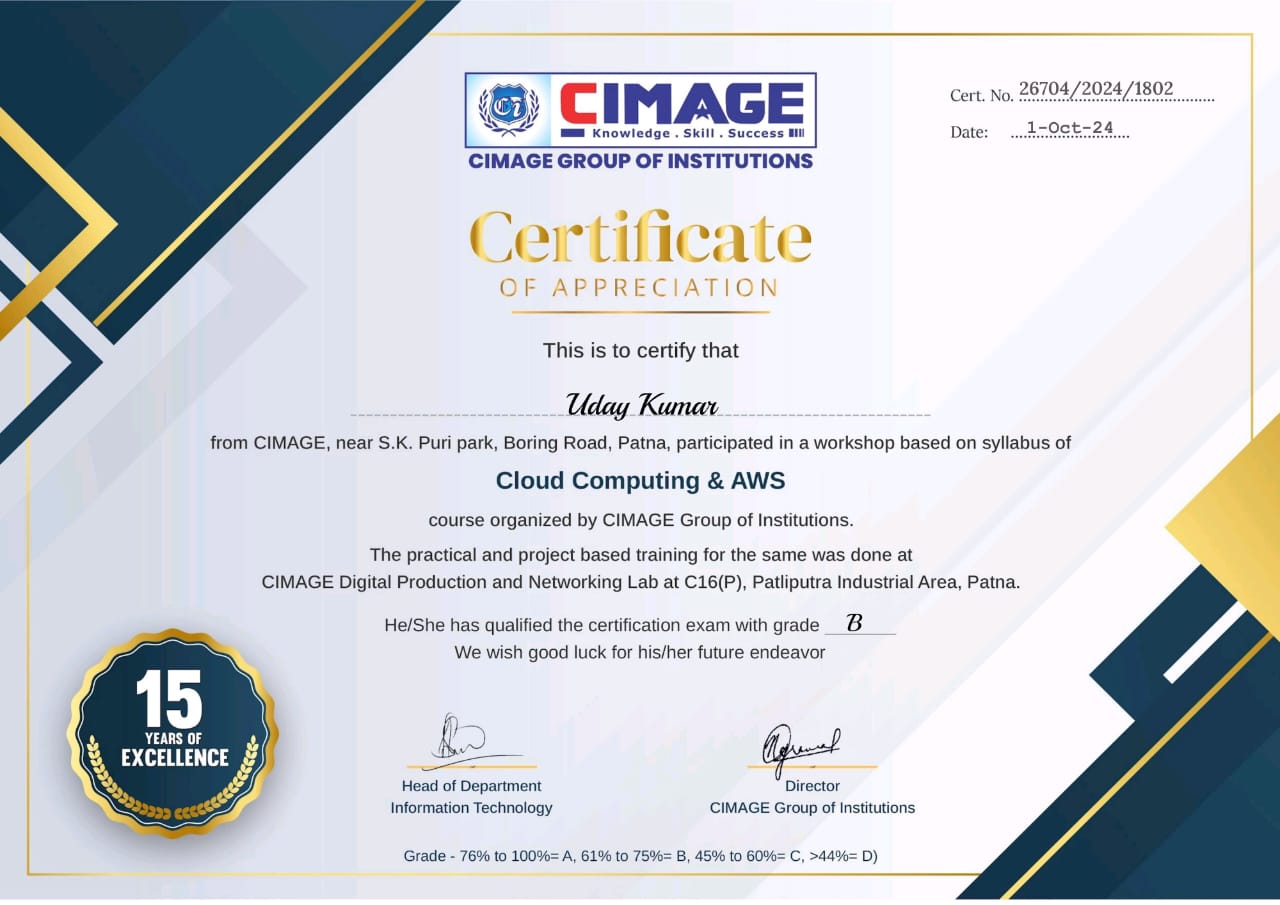 CIMAGE
Knowledge . Skill . Success
CIMAGE GROUP OF INSTITUTIONS
Cert. No. 26704/2024/1802
Date: 1-Oct-24
Certificate
OF APPRECIATION
This is to certify that
Uday Kumar
from CIMAGE, near S.K. Puri park, Boring Road, Patna, participated in a workshop based on syllabus of
Cloud Computing & AWS
course organized by CIMAGE Group of Institutions.
The practical and project based training for the same was done at
CIMAGE Digital Production and Networking Lab at C16(P), Patliputra Industrial Area, Patna.
He/She has qualified the certification exam with grade B
We wish good luck for his/her future endeavor
15
YEARS OF
EXCELLENCE
Head of Department
Information Technology
Director
CIMAGE Group of Institutions
Grade - 76% to 100%= A, 61% to 75%= B, 45% to 60%= C, >44%= D)